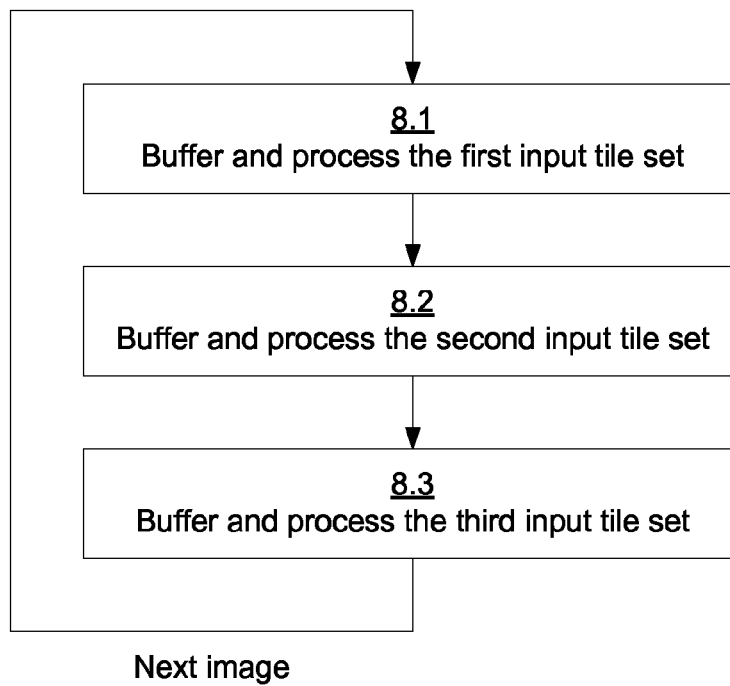 8.1
Buffer and process the first input tile set
8.2
Buffer and process the second input tile set
8.3
Buffer and process the third input tile set
Next image